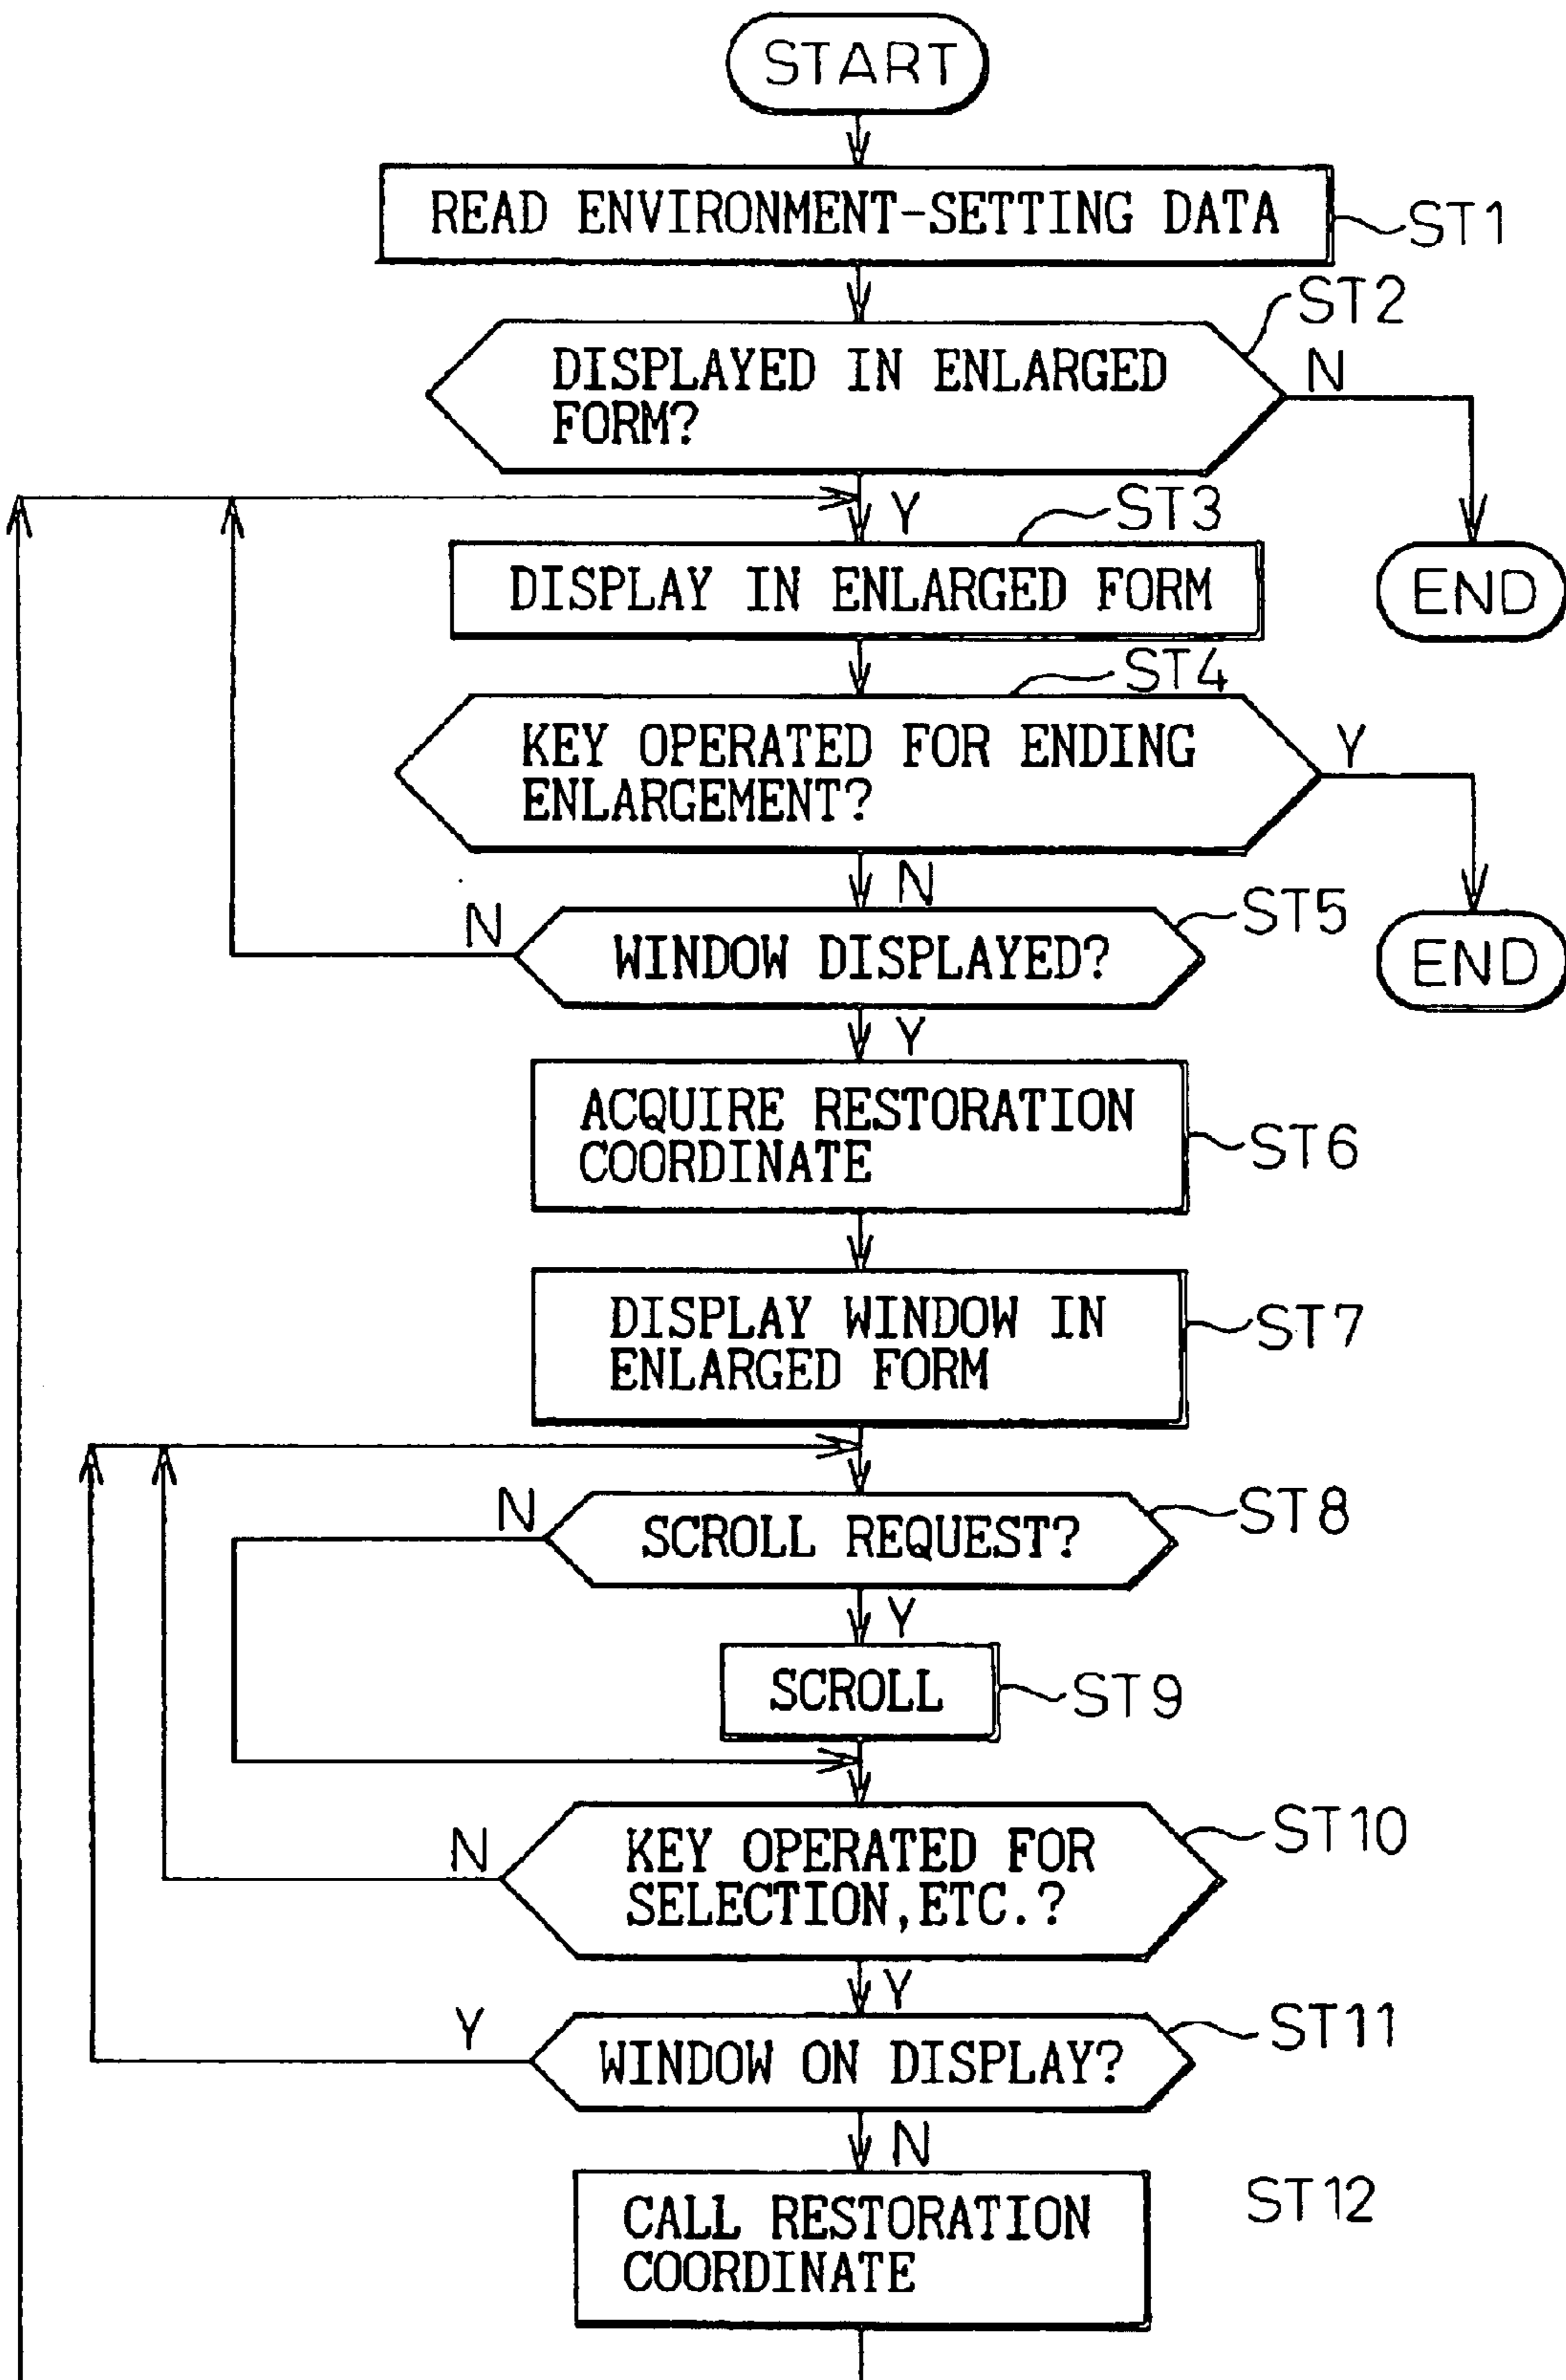 START
READ ENVIRONMENT-SETTING DATA
ST1
ST2
DISPLAYED IN ENLARGED
FORM?
N
Y
ST3
DISPLAY IN ENLARGED FORM
END
ST4
KEY OPERATED FOR ENDING
ENLARGEMENT?
Y
N
N
ST5
WINDOW DISPLAYED?
END
Y
ACQUIRE RESTORATION
COORDINATE
ST6
DISPLAY WINDOW IN
ENLARGED FORM
ST7
N
ST8
SCROLL REQUEST?
Y
SCROLL
ST9
N
KEY OPERATED FOR
SELECTION,ETC.?
ST10
Y
Y
ST11
WINDOW ON DISPLAY?
N
CALL RESTORATION
COORDINATE
ST12